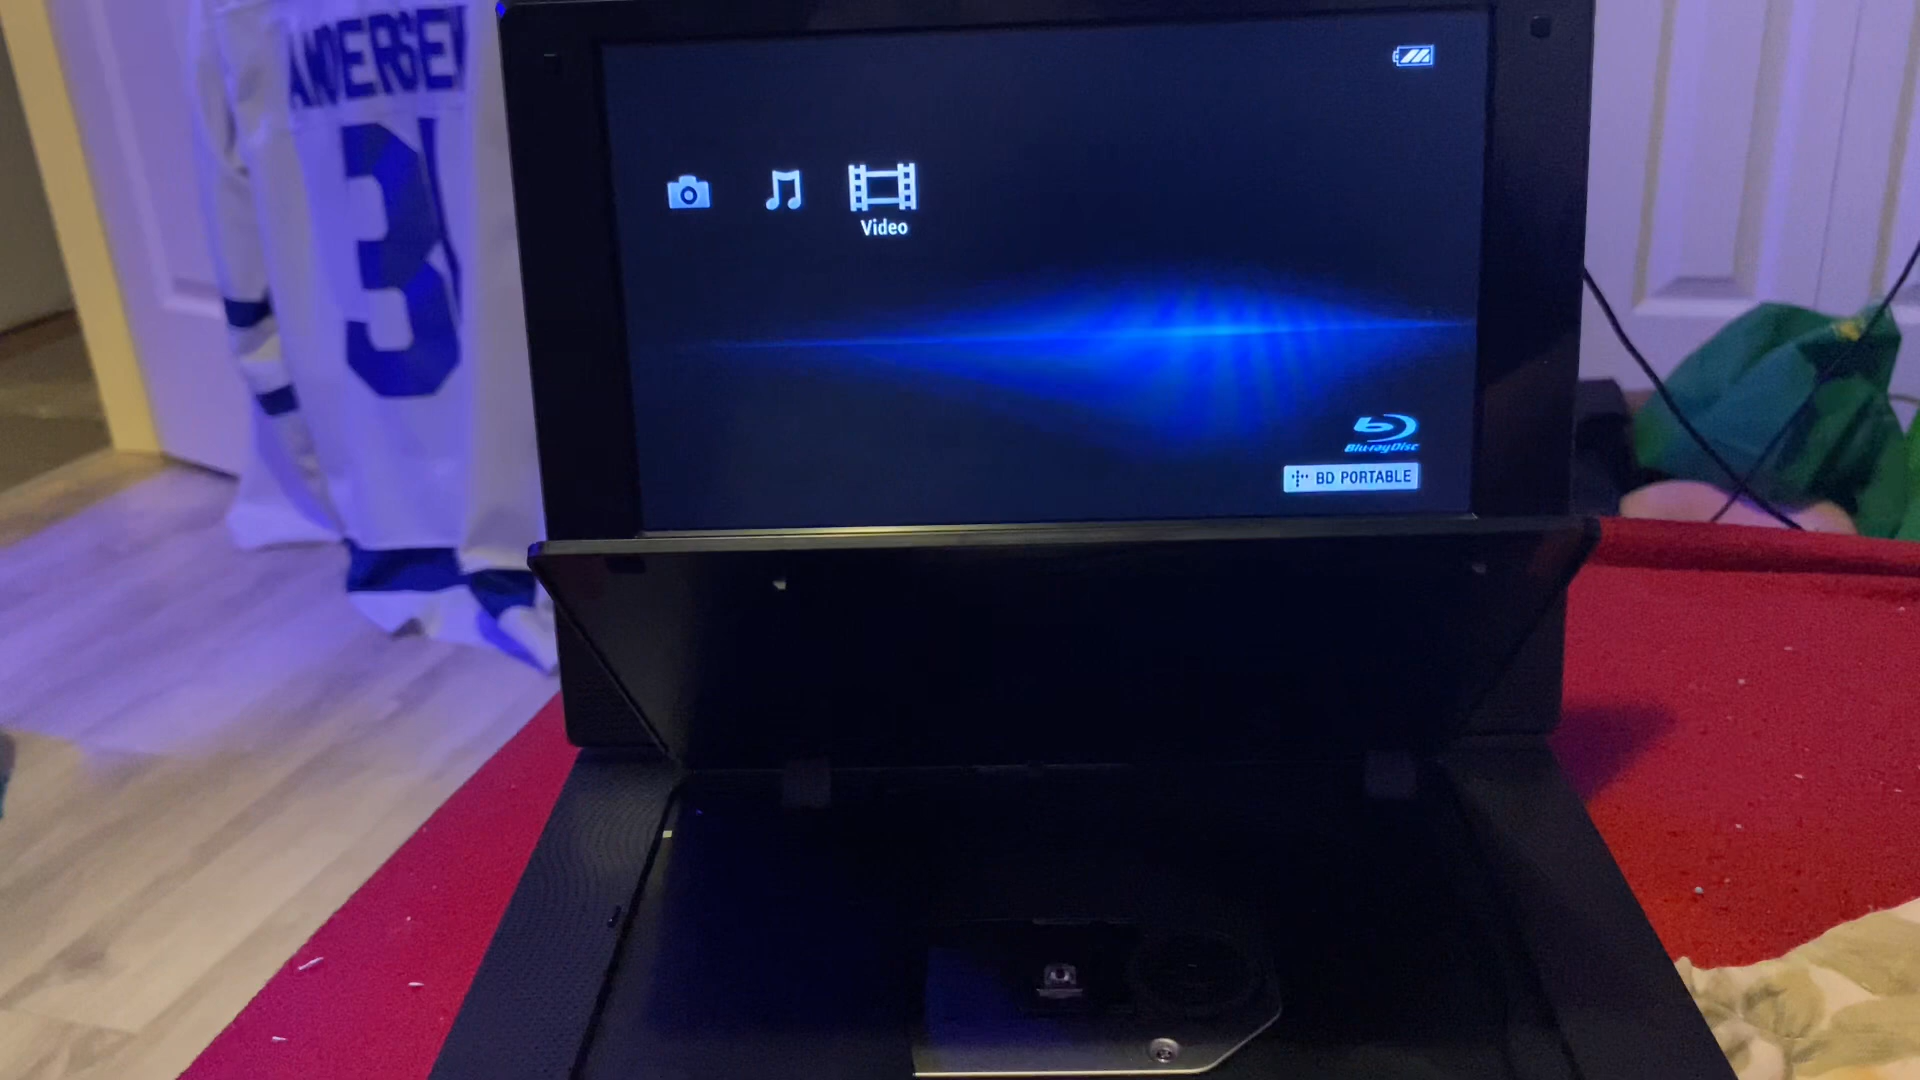 ANDERSEN
31
Video
Blu-ray Disc
BD PORTABLE